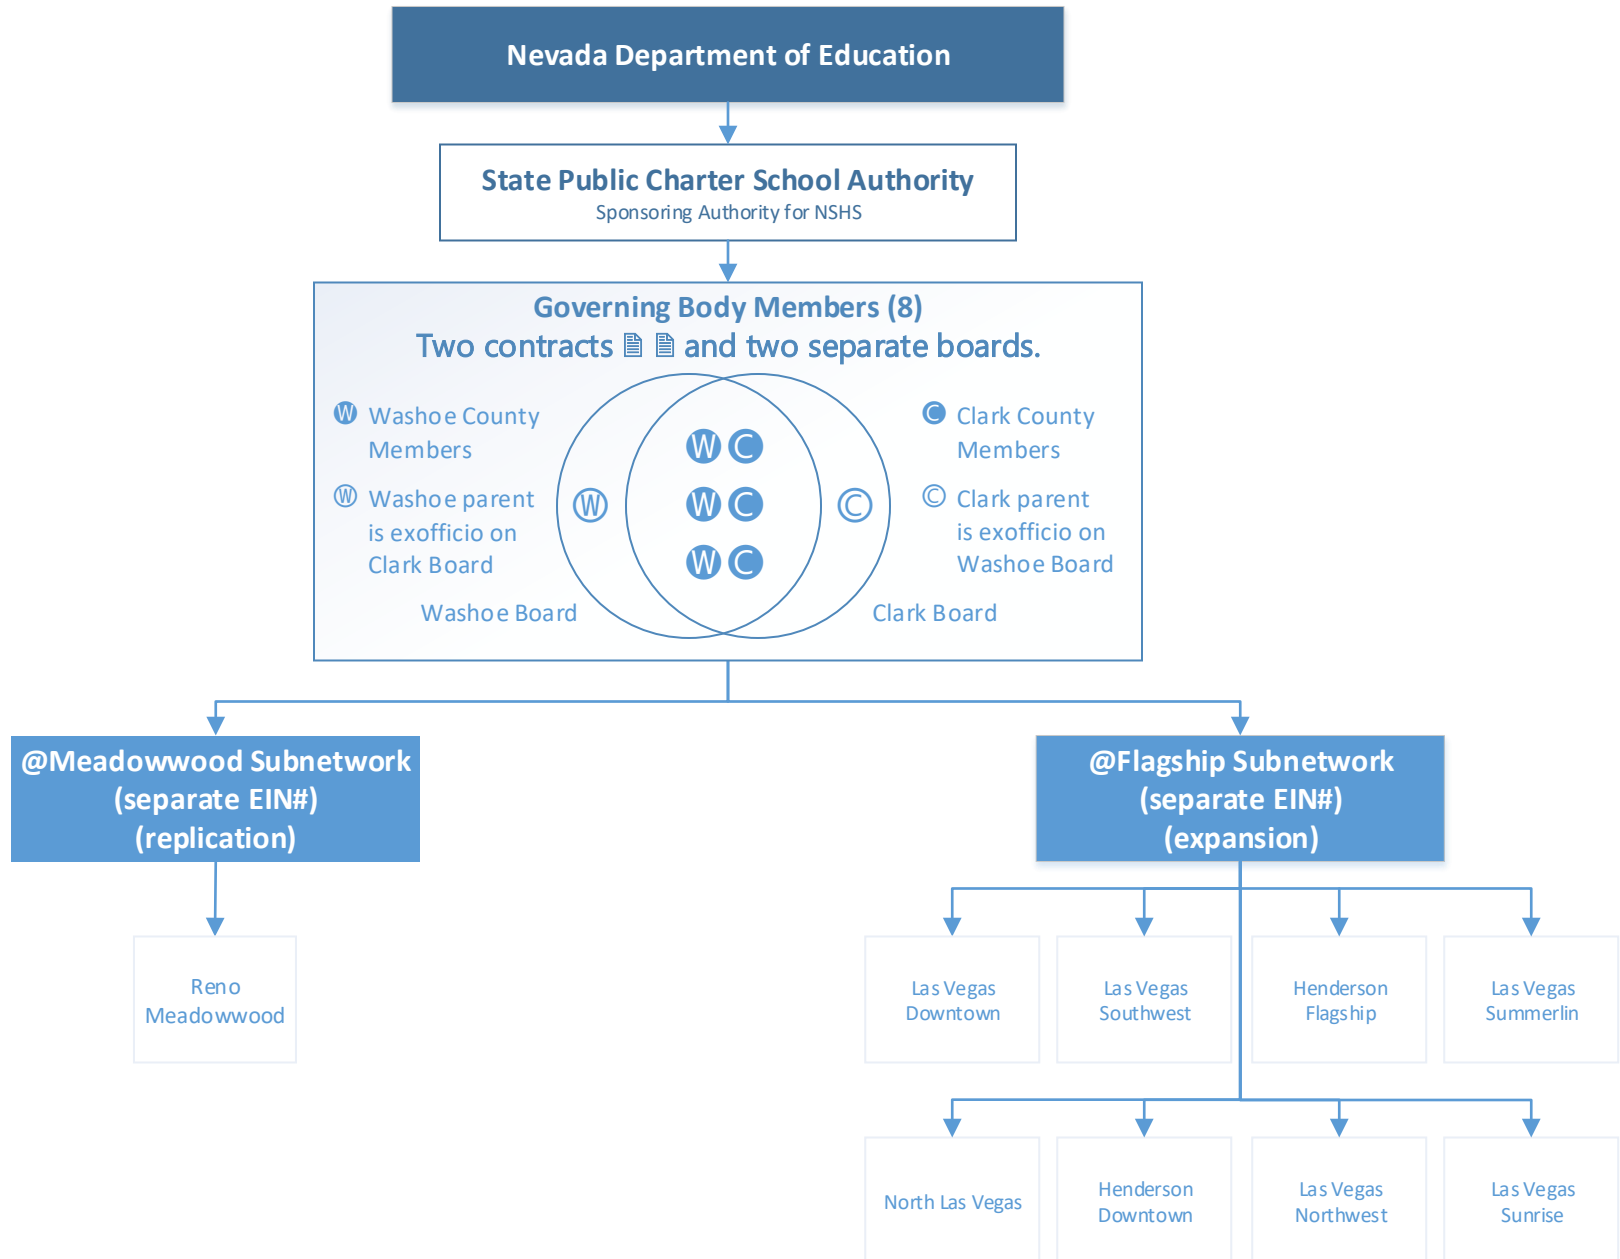 Nevada Department of Education
State Public Charter School Authority
Sponsoring Authority for NSHS
Governing Body Members (8)
Two contracts 🖹 🖹 and two separate boards.
W Washoe County
Members
W Washoe parent
is exofficio on
Clark Board
W C
W W C C
W C
C Clark County
Members
C Clark parent
is exofficio on
Washoe Board
Washoe Board
Clark Board
@Meadowwood Subnetwork
(separate EIN#)
(replication)
@Flagship Subnetwork
(separate EIN#)
(expansion)
Reno
Meadowwood
Las Vegas
Downtown
Las Vegas
Southwest
Henderson
Flagship
Las Vegas
Summerlin
North Las Vegas
Henderson
Downtown
Las Vegas
Northwest
Las Vegas
Sunrise